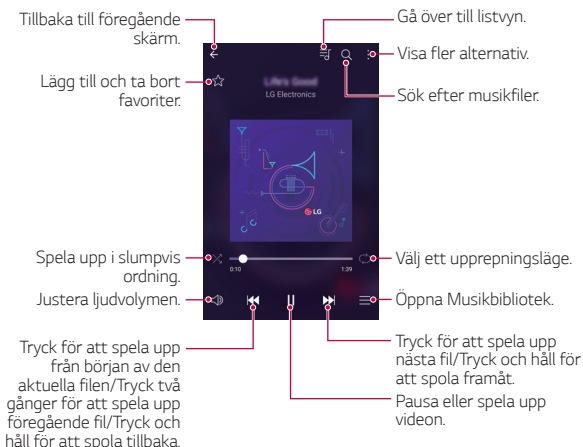 Tillbaka till föregående
skärm.
Lägg till och ta bort
favoriter.
Gå över till listvyn.
Visa fler alternativ.
Sök efter musikfiler.
Life's Good
LG Electronics
LG
Spela upp i slumpvis
ordning.
Justera ljudvolymen.
0:10
1:39
Välj ett upprepningsläge.
Öppna Musikbibliotek.
Tryck för att spela upp
från början av den
aktuella filen/Tryck två
gånger för att spela upp
föregående fil/Tryck och
håll för att spola tillbaka.
Tryck för att spela upp
nästa fil/Tryck och håll för
att spola framåt.
Pausa eller spela upp
videon.